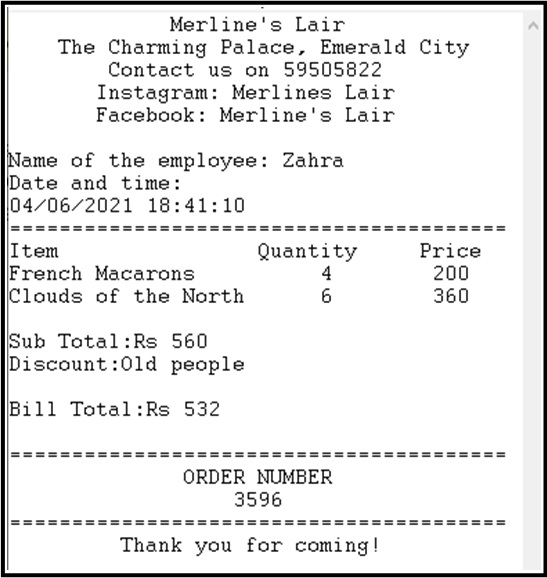 Merline's Lair
The Charming Palace, Emerald City
Contact us on 59505822
Instagram: Merlines Lair
Facebook: Merline's Lair
Name of the employee: Zahra
Date and time:
04/06/2021 18:41:10
========================================
Item Quantity Price
French Macarons 4 200
Clouds of the North 6 360
Sub Total:Rs 560
Discount:Old people
Bill Total:Rs 532
========================================
ORDER NUMBER
3596
========================================
Thank you for coming!